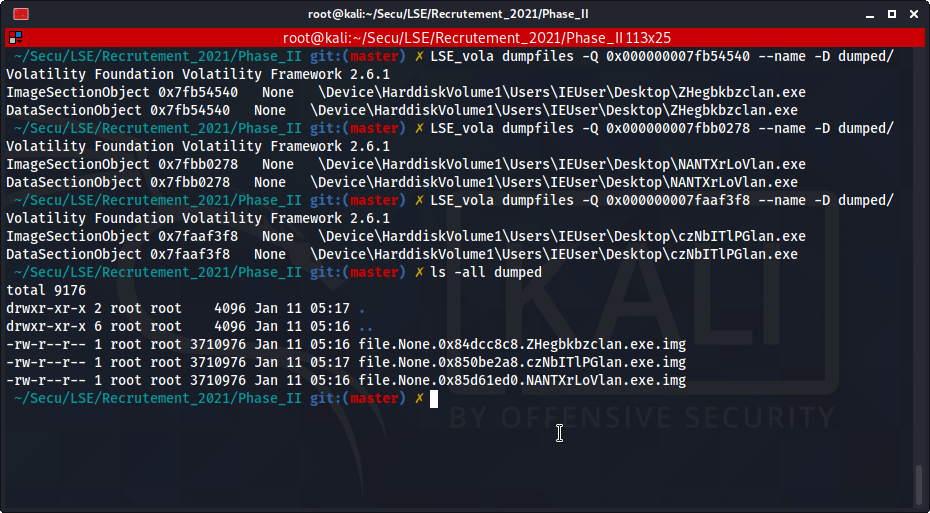 root@kali:~/Secu/LSE/Recrutement_2021/Phase_II
root@kali:~/Secu/LSE/Recrutement_2021/Phase_II 113x25
~/Secu/LSE/Recrutement_2021/Phase_II git:(master) ✗ LSE_vola dumpfiles -Q 0x000000007fb54540 --name -D dumped/
Volatility Foundation Volatility Framework 2.6.1
ImageSectionObject 0x7fb54540   None   \Device\HarddiskVolume1\Users\IEUser\Desktop\ZHegbkbzclan.exe
DataSectionObject 0x7fb54540   None   \Device\HarddiskVolume1\Users\IEUser\Desktop\ZHegbkbzclan.exe
~/Secu/LSE/Recrutement_2021/Phase_II git:(master) ✗ LSE_vola dumpfiles -Q 0x000000007fbb0278 --name -D dumped/
Volatility Foundation Volatility Framework 2.6.1
ImageSectionObject 0x7fbb0278   None   \Device\HarddiskVolume1\Users\IEUser\Desktop\NANTXrLoVlan.exe
DataSectionObject 0x7fbb0278   None   \Device\HarddiskVolume1\Users\IEUser\Desktop\NANTXrLoVlan.exe
~/Secu/LSE/Recrutement_2021/Phase_II git:(master) ✗ LSE_vola dumpfiles -Q 0x000000007faaf3f8 --name -D dumped/
Volatility Foundation Volatility Framework 2.6.1
ImageSectionObject 0x7faaf3f8   None   \Device\HarddiskVolume1\Users\IEUser\Desktop\czNbITlPGlan.exe
DataSectionObject 0x7faaf3f8   None   \Device\HarddiskVolume1\Users\IEUser\Desktop\czNbITlPGlan.exe
~/Secu/LSE/Recrutement_2021/Phase_II git:(master) ✗ ls -all dumped
total 9176
drwxr-xr-x 2 root root    4096 Jan 11 05:17 .
drwxr-xr-x 6 root root    4096 Jan 11 05:16 ..
-rw-r--r-- 1 root root 3710976 Jan 11 05:16 file.None.0x84dcc8c8.ZHegbkbzclan.exe.img
-rw-r--r-- 1 root root 3710976 Jan 11 05:17 file.None.0x850be2a8.czNbITlPGlan.exe.img
-rw-r--r-- 1 root root 3710976 Jan 11 05:16 file.None.0x85d61ed0.NANTXrLoVlan.exe.img
~/Secu/LSE/Recrutement_2021/Phase_II git:(master) ✗
KALI
BY OFFENSIVE SECURITY